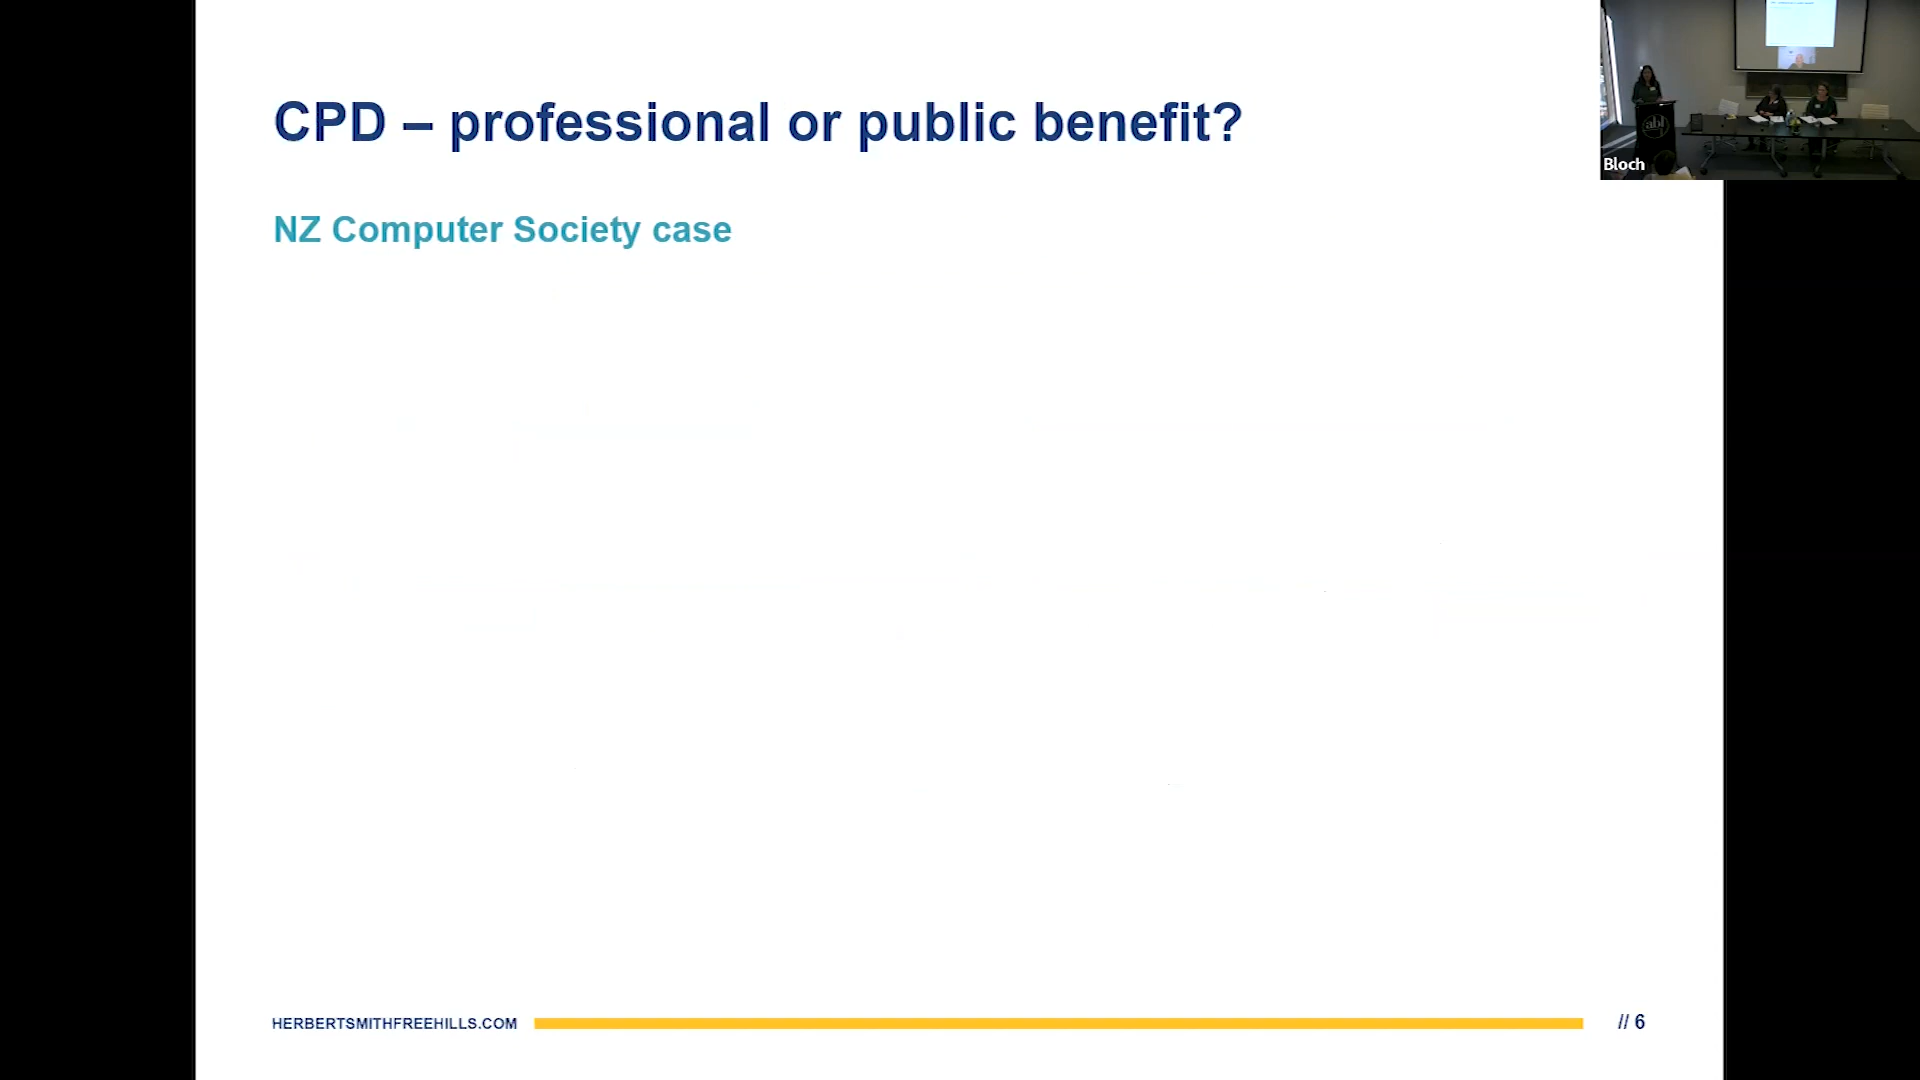 CPD – professional or public benefit?
Bloch
NZ Computer Society case
HERBERTSMITHFREEHILLS.COM
// 6